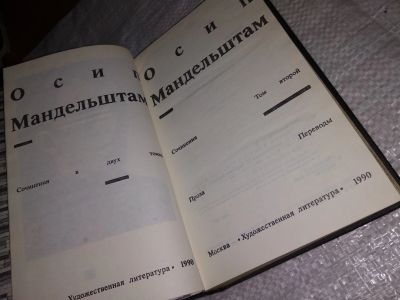 Осип
Мандельштам
Сочинения в двух томах
Художественная литература • 1990
Осип
Мандельштам
Сочинения Том второй
Проза Переводы
Москва • «Художественная литература» • 1990